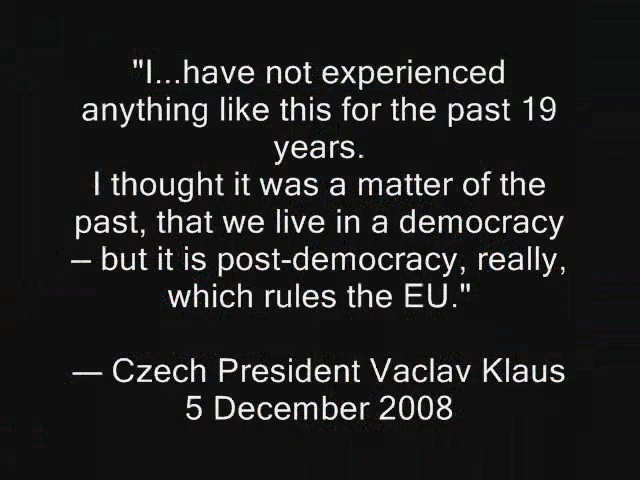 "I...have not experienced
anything like this for the past 19
years.
I thought it was a matter of the
past, that we live in a democracy
– but it is post-democracy, really,
which rules the EU."
— Czech President Vaclav Klaus
5 December 2008